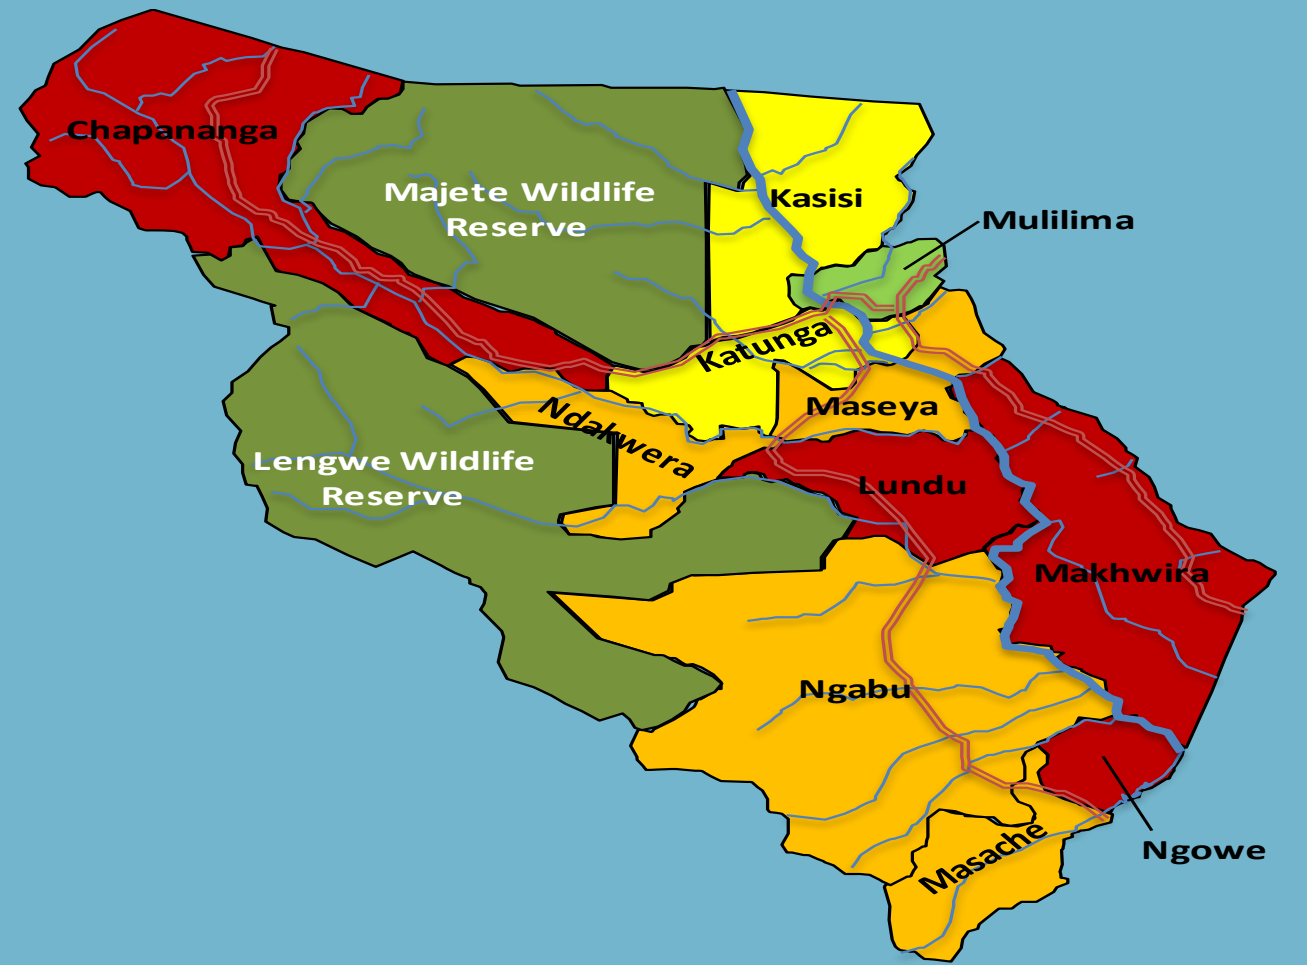 Chapananga
Majete Wildlife
Reserve
Kasisi
Mulilima
Katunga
Maseya
Ndakwera
Lengwe Wildlife
Reserve
Lundu
Makhwira
Ngabu
Masache
Ngowe